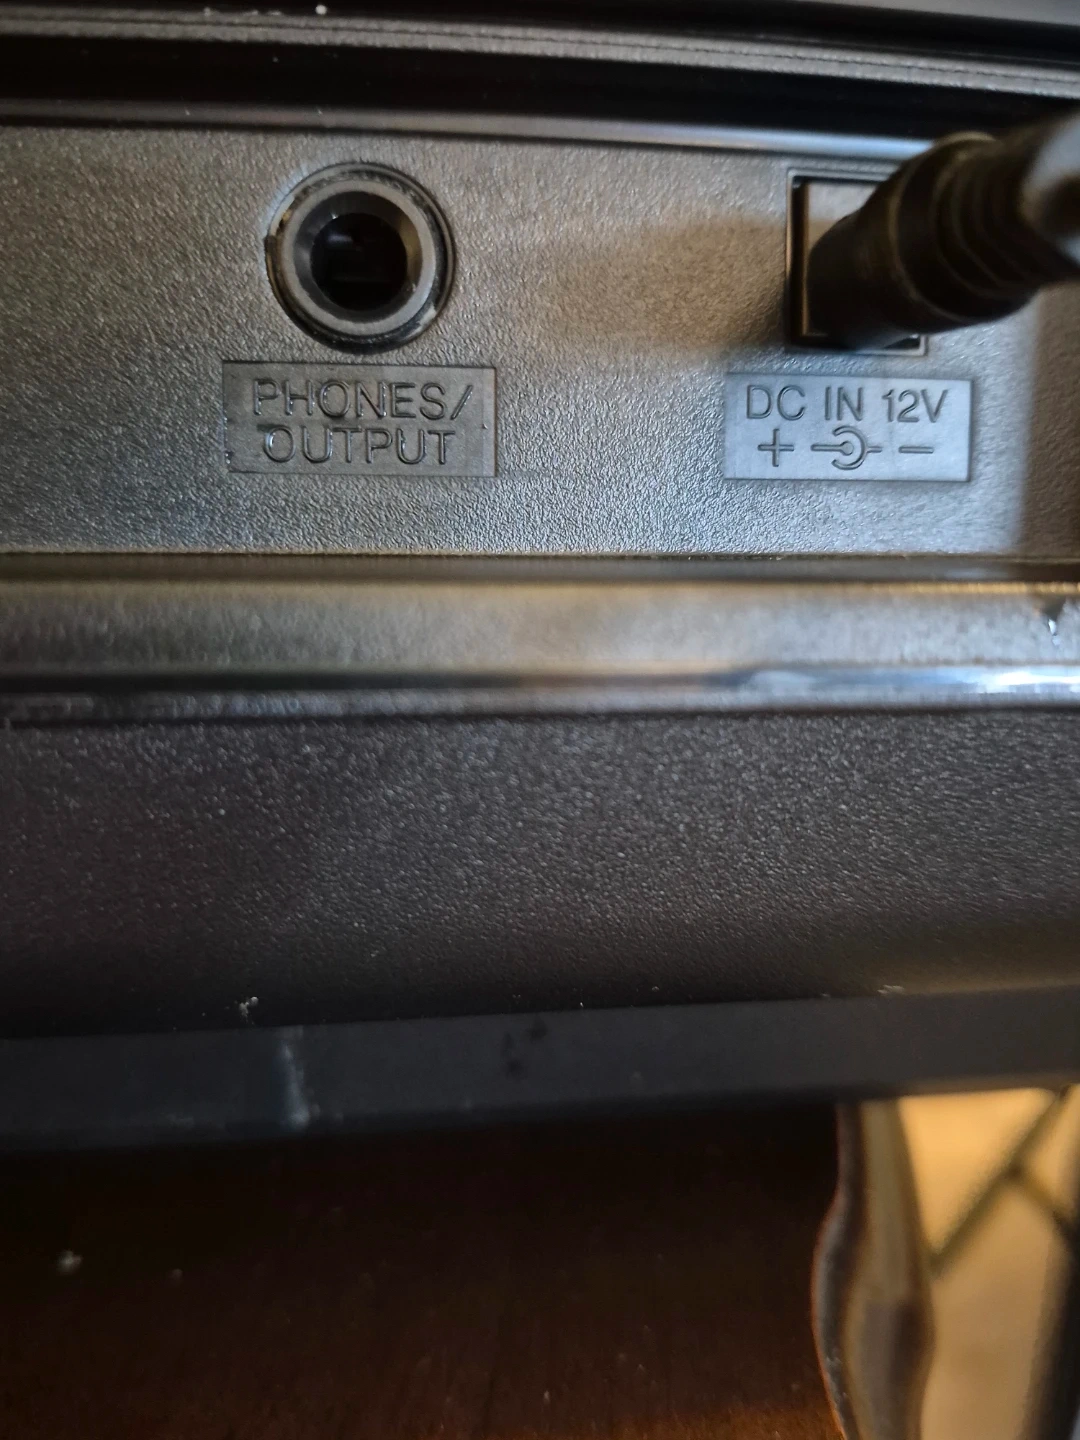 PHONES/
OUTPUT
DC IN 12V
+ -